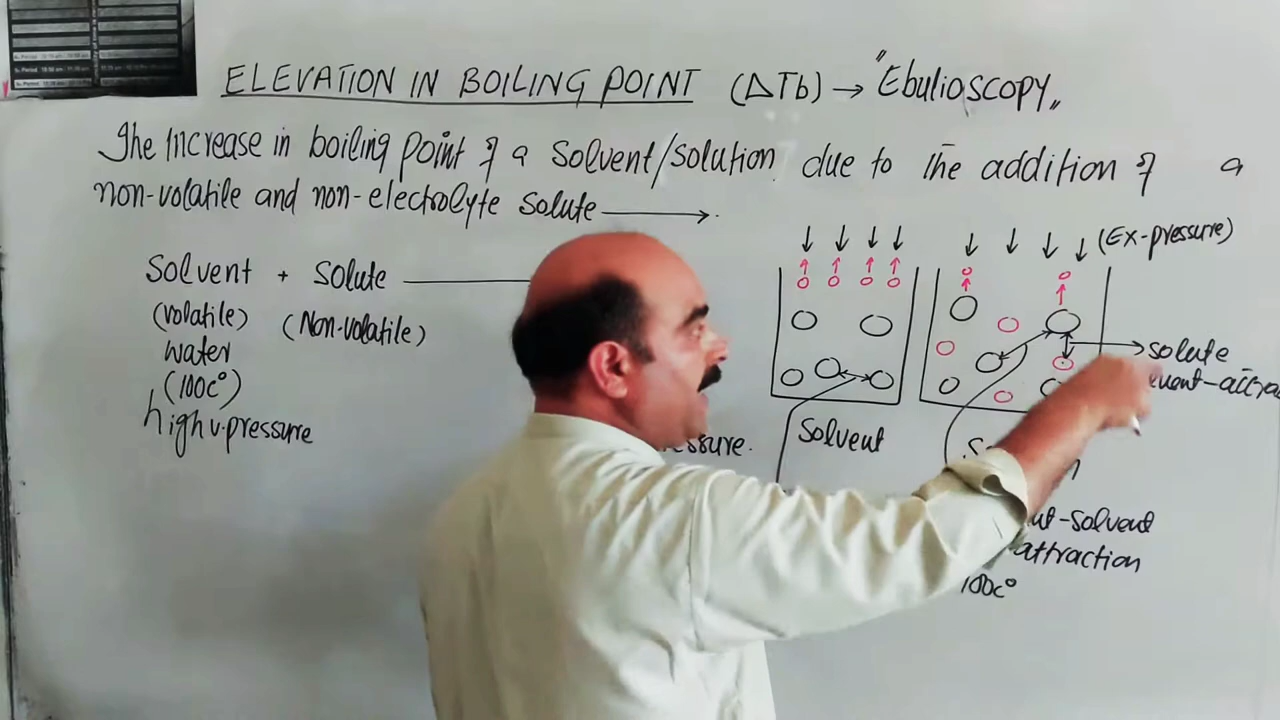 ELEVATION IN BOILING POINT (ΔTb) → "Ebulioscopy„
The Increase in boiling point of a solvent/solution due to the addition of a
non-volatile and non-electrolyte solute →.
Solvent + Solute
(volatile) (Non-volatile)
water
(100c°)
high v.pressure
(Ex-pressure)
solute
Solvent
100c°
-solvent
attraction